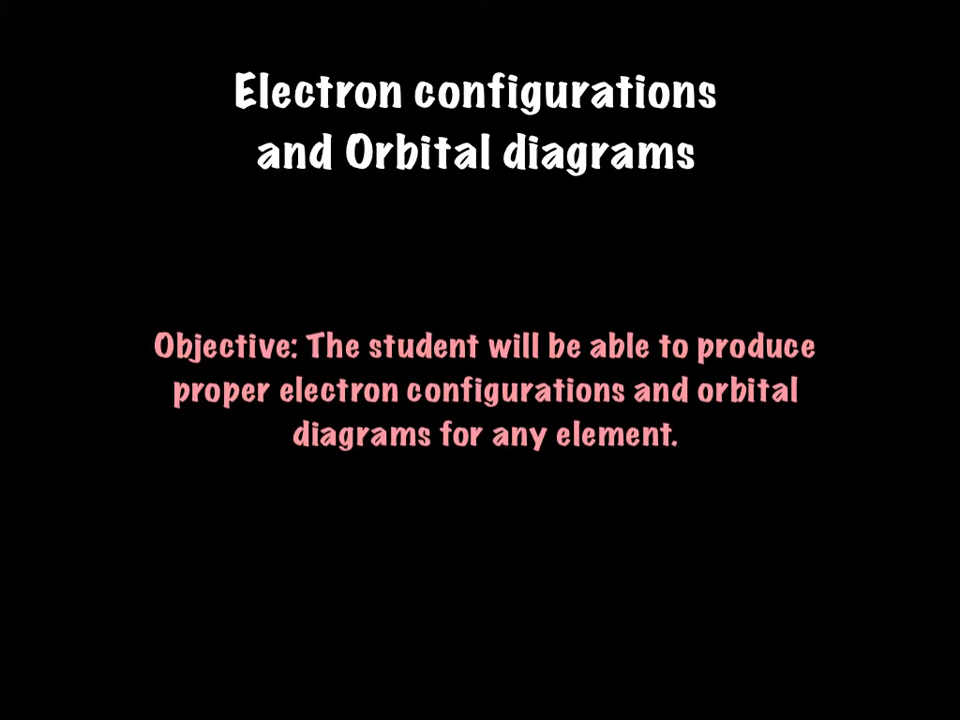 Electron configurations
and Orbital diagrams
Objective: The student will be able to produce
proper electron configurations and orbital
diagrams for any element.